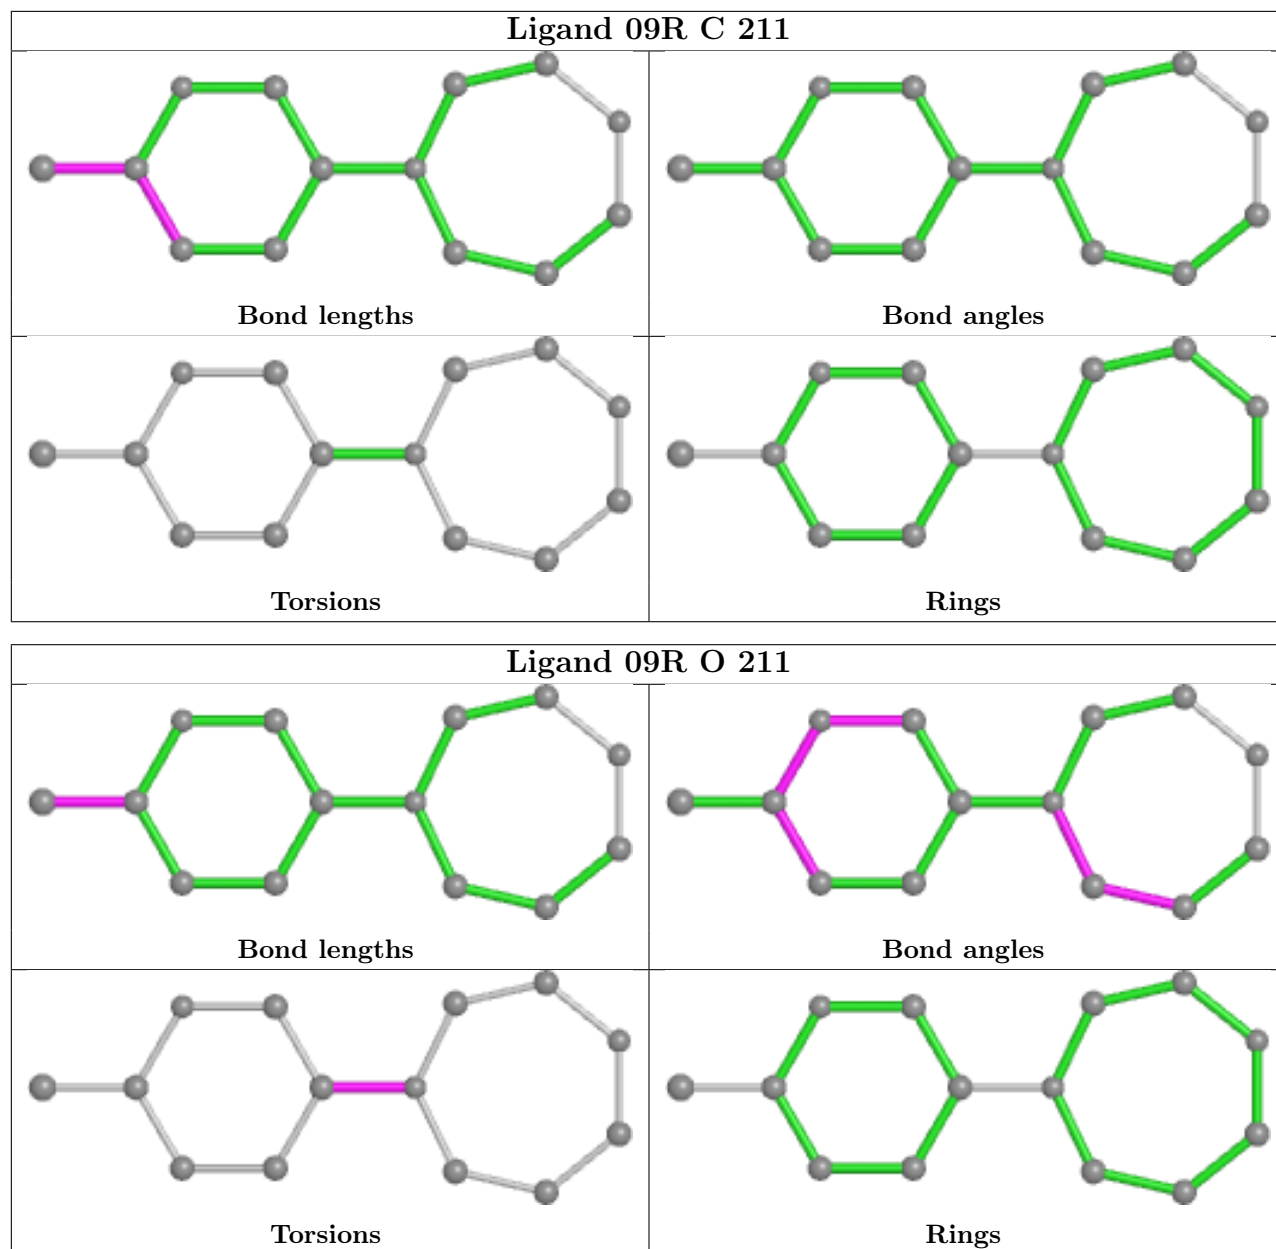 Ligand 09R C 211
Bond lengths
Bond angles
Torsions
Rings
Ligand 09R O 211
Bond lengths
Bond angles
Torsions
Rings